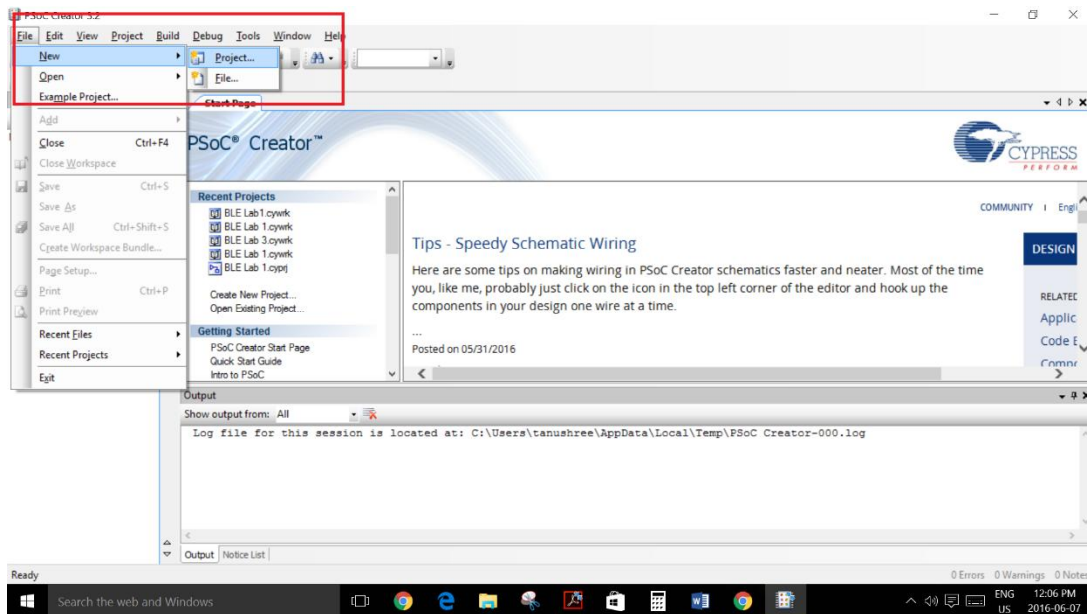 PSoC Creator 3.2
File Edit View Project Build Debug Tools Window Help
New
Project...
Open
File...
Example Project...
Start Page
Add
Close Ctrl+F4
Close Workspace
Save Ctrl+S
Save As
Save All Ctrl+Shift+S
Create Workspace Bundle...
Page Setup...
Print Ctrl+P
Print Preview
Recent Files
Recent Projects
Exit
PSoC® Creator™
CYPRESS
PERFORM
Recent Projects
BLE Lab1.cywrk
BLE Lab 1.cywrk
BLE Lab 3.cywrk
BLE Lab 1.cywrk
BLE Lab 1.cyprj
Create New Project...
Open Existing Project...
Getting Started
PSoC Creator Start Page
Quick Start Guide
Intro to PSoC
COMMUNITY | Engli
Tips - Speedy Schematic Wiring
Here are some tips on making wiring in PSoC Creator schematics faster and neater. Most of the time
you, like me, probably just click on the icon in the top left corner of the editor and hook up the
components in your design one wire at a time.
...
Posted on 05/31/2016
DESIGN
RELATED
Applic
Code E
Output
Show output from: All
Log file for this session is located at: C:\Users\tanushree\AppData\Local\Temp\PSoC Creator-000.log
Output Notice List
Ready
0 Errors 0 Warnings 0 Notes
Search the web and Windows
ENG 12:06 PM
US 2016-06-07